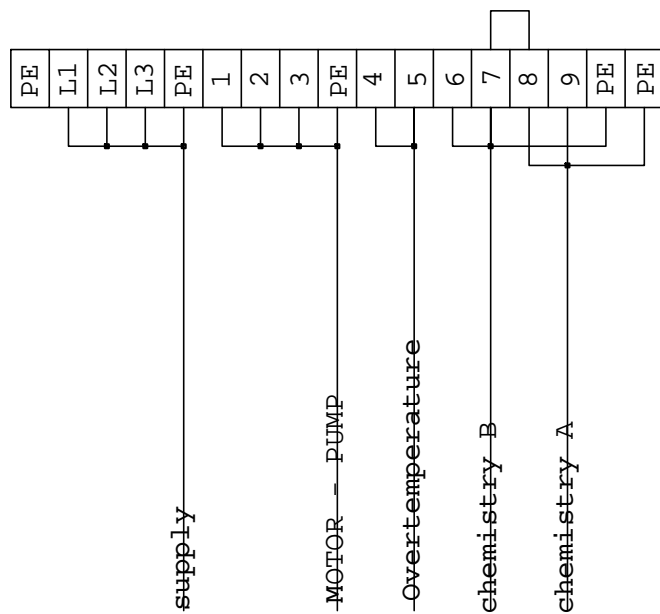 PE L1 L2 L3 PE 1 2 3 PE 4 5 6 7 8 9 PE PE
supply
MOTOR - PUMP
Overtemperature
chemistry B
chemistry A